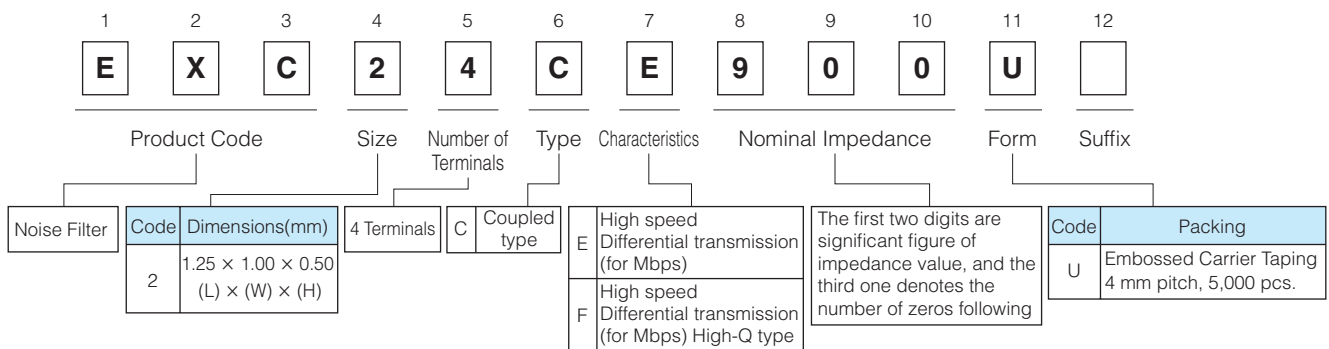 1 2 3 4 5 6 7 8 9 10 11 12
E X C 2 4 C E 9 0 0 U
Product Code Size Number of Terminals Type Characteristics Nominal Impedance Form Suffix
Noise Filter
Code Dimensions(mm)
2 1.25 × 1.00 × 0.50
(L) × (W) × (H)
4 Terminals
C Coupled
type
E High speed
Differential transmission
(for Mbps)
F High speed
Differential transmission
(for Mbps) High-Q type
The first two digits are
significant figure of
impedance value, and the
third one denotes the
number of zeros following
Code Packing
U Embossed Carrier Taping
4 mm pitch, 5,000 pcs.